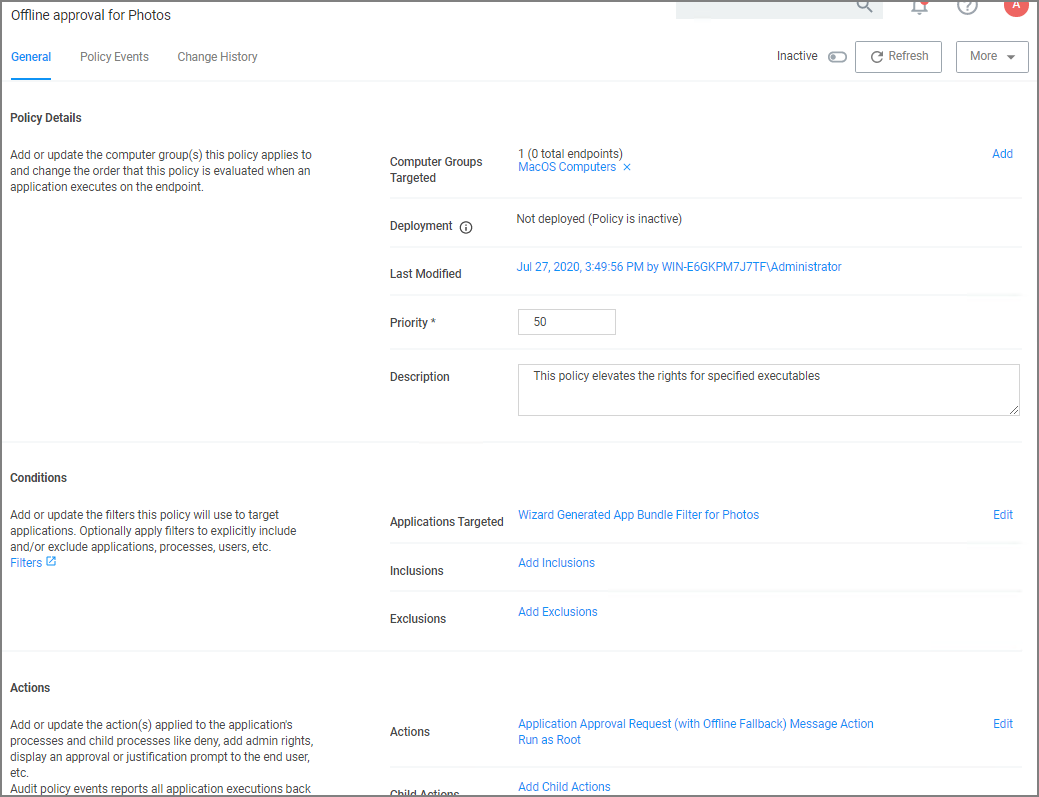 Offline approval for Photos
A
General Policy Events Change History
Inactive Refresh More
Policy Details
Add or update the computer group(s) this policy applies to
and change the order that this policy is evaluated when an
application executes on the endpoint.
Computer Groups
Targeted
1 (0 total endpoints)
MacOS Computers ×
Add
Deployment
Not deployed (Policy is inactive)
Last Modified
Jul 27, 2020, 3:49:56 PM by WIN-E6GKPM7J7TF\Administrator
Priority *
50
Description
This policy elevates the rights for specified executables
Conditions
Add or update the filters this policy will use to target
applications. Optionally apply filters to explicitly include
and/or exclude applications, processes, users, etc.
Filters
Applications Targeted
Wizard Generated App Bundle Filter for Photos
Edit
Inclusions
Add Inclusions
Exclusions
Add Exclusions
Actions
Add or update the action(s) applied to the application's
processes and child processes like deny, add admin rights,
display an approval or justification prompt to the end user,
etc.
Audit policy events reports all application executions back
Actions
Application Approval Request (with Offline Fallback) Message Action
Run as Root
Edit
Child Actions
Add Child Actions